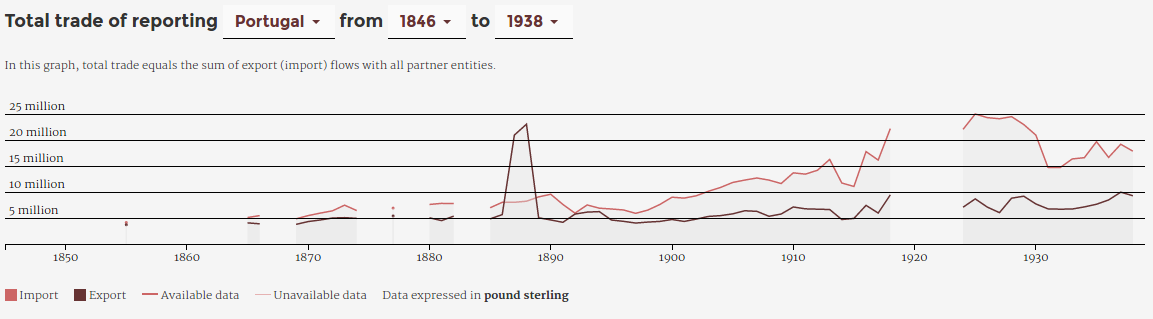 Total trade of reporting Portugal from 1846 to 1938
In this graph, total trade equals the sum of export (import) flows with all partner entities.
25 million
20 million
15 million
10 million
5 million
1850 1860 1870 1880 1890 1900 1910 1920 1930
Import Export Available data Unavailable data Data expressed in pound sterling